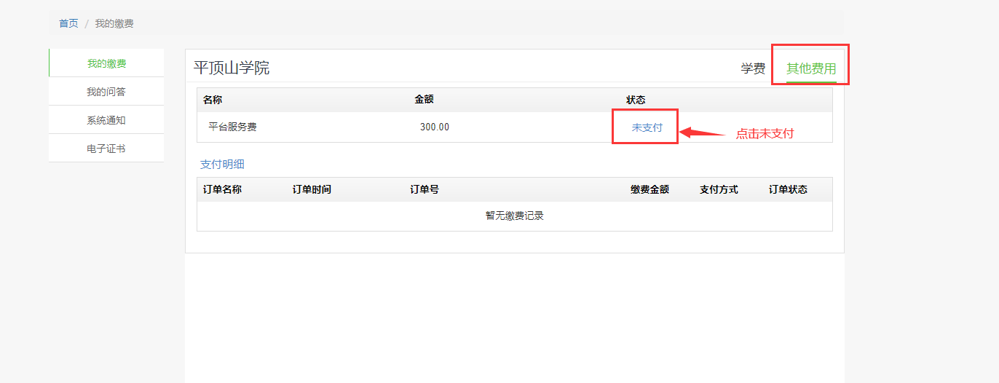 首页 / 我的缴费
我的缴费
我的问答
系统通知
电子证书
平顶山学院 学费 其他费用
名称 金额 状态
平台服务费 300.00 未支付
点击未支付
支付明细
订单名称 订单时间 订单号 缴费金额 支付方式 订单状态
暂无缴费记录